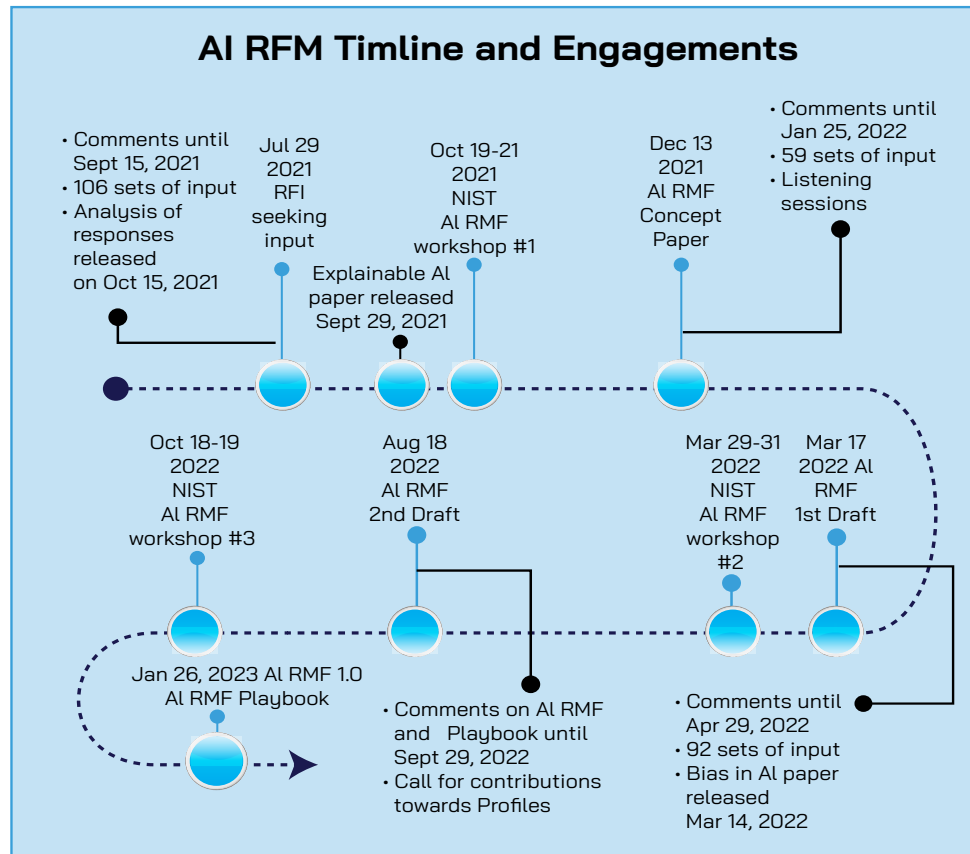 AI RFM Timline and Engagements
• Comments until
Sept 15, 2021
• 106 sets of input
• Analysis of
responses
released
on Oct 15, 2021
Jul 29
2021
RFI
seeking
input
Explainable AI
paper released
Sept 29, 2021
Oct 19-21
2021
NIST
AI RMF
workshop #1
Dec 13
2021
AI RMF
Concept
Paper
• Comments until
Jan 25, 2022
• 59 sets of input
• Listening
sessions
Oct 18-19
2022
NIST
AI RMF
workshop #3
Aug 18
2022
AI RMF
2nd Draft
Mar 29-31
2022
NIST
AI RMF
workshop
#2
Mar 17
2022 AI
RMF
1st Draft
Jan 26, 2023 AI RMF 1.0
AI RMF Playbook
• Comments on AI RMF
and Playbook until
Sept 29, 2022
• Call for contributions
towards Profiles
• Comments until
Apr 29, 2022
• 92 sets of input
• Bias in AI paper
released
Mar 14, 2022